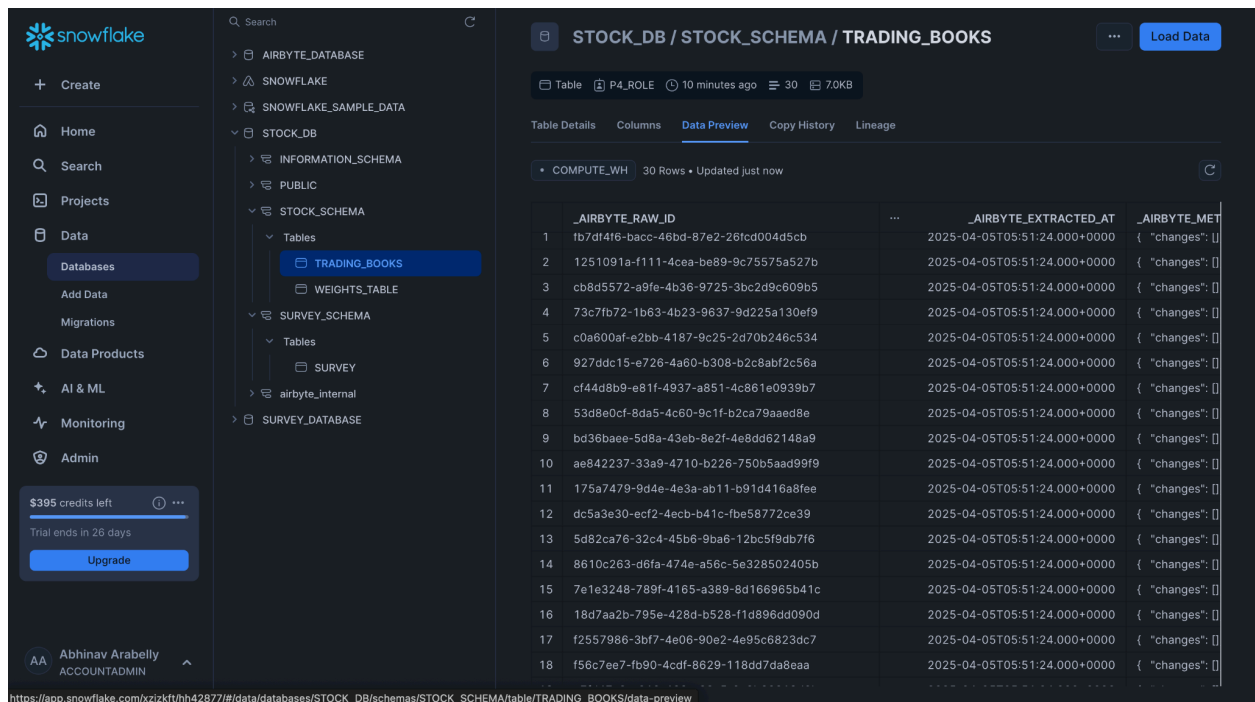 snowflake
Create
Home
Search
Projects
Data
Databases
Add Data
Migrations
Data Products
AI & ML
Monitoring
Admin
$395 credits left
Trial ends in 26 days
Upgrade
AA
Abhinav Arabelly
ACCOUNTADMIN
Search
AIRBYTE_DATABASE
SNOWFLAKE
SNOWFLAKE_SAMPLE_DATA
STOCK_DB
INFORMATION_SCHEMA
PUBLIC
STOCK_SCHEMA
Tables
TRADING_BOOKS
WEIGHTS_TABLE
SURVEY_SCHEMA
Tables
SURVEY
airbyte_internal
SURVEY_DATABASE
STOCK_DB / STOCK_SCHEMA / TRADING_BOOKS
... Load Data
Table P4_ROLE 10 minutes ago 30 7.0KB
Table Details Columns Data Preview Copy History Lineage
• COMPUTE_WH 30 Rows • Updated just now
_AIRBYTE_RAW_ID ... _AIRBYTE_EXTRACTED_AT _AIRBYTE_MET
1 fb7df4f6-bacc-46bd-87e2-26fcd004d5cb 2025-04-05T05:51:24.000+0000 { "changes": []
2 1251091a-f111-4cea-be89-9c75575a527b 2025-04-05T05:51:24.000+0000 { "changes": []
3 cb8d5572-a9fe-4b36-9725-3bc2d9c609b5 2025-04-05T05:51:24.000+0000 { "changes": []
4 73c7fb72-1b63-4b23-9637-9d225a130ef9 2025-04-05T05:51:24.000+0000 { "changes": []
5 c0a600af-e2bb-4187-9c25-2d70b246c534 2025-04-05T05:51:24.000+0000 { "changes": []
6 927ddc15-e726-4a60-b308-b2c8abf2c56a 2025-04-05T05:51:24.000+0000 { "changes": []
7 cf44d8b9-e81f-4937-a851-4c861e0939b7 2025-04-05T05:51:24.000+0000 { "changes": []
8 53d8e0cf-8da5-4c60-9c1f-b2ca79aaed8e 2025-04-05T05:51:24.000+0000 { "changes": []
9 bd36baee-5d8a-43eb-8e2f-4e8dd62148a9 2025-04-05T05:51:24.000+0000 { "changes": []
10 ae842237-33a9-4710-b226-750b5aad99f9 2025-04-05T05:51:24.000+0000 { "changes": []
11 175a7479-9d4e-4e3a-ab11-b91d416a8fee 2025-04-05T05:51:24.000+0000 { "changes": []
12 dc5a3e30-ecf2-4ecb-b41c-fbe58772ce39 2025-04-05T05:51:24.000+0000 { "changes": []
13 5d82ca76-32c4-45b6-9ba6-12bc5f9db7f6 2025-04-05T05:51:24.000+0000 { "changes": []
14 8610c263-d6fa-474e-a56c-5e328502405b 2025-04-05T05:51:24.000+0000 { "changes": []
15 7e1e3248-789f-4165-a389-8d166965b41c 2025-04-05T05:51:24.000+0000 { "changes": []
16 18d7aa2b-795e-428d-b528-f1d896dd090d 2025-04-05T05:51:24.000+0000 { "changes": []
17 f2557986-3bf7-4e06-90e2-4e95c6823dc7 2025-04-05T05:51:24.000+0000 { "changes": []
18 f56c7ee7-fb90-4cdf-8629-118dd7da8eaa 2025-04-05T05:51:24.000+0000 { "changes": []
https://app.snowflake.com/xzizkft/hh42877/#/data/databases/STOCK_DB/schemas/STOCK_SCHEMA/table/TRADING_BOOKS/data-preview